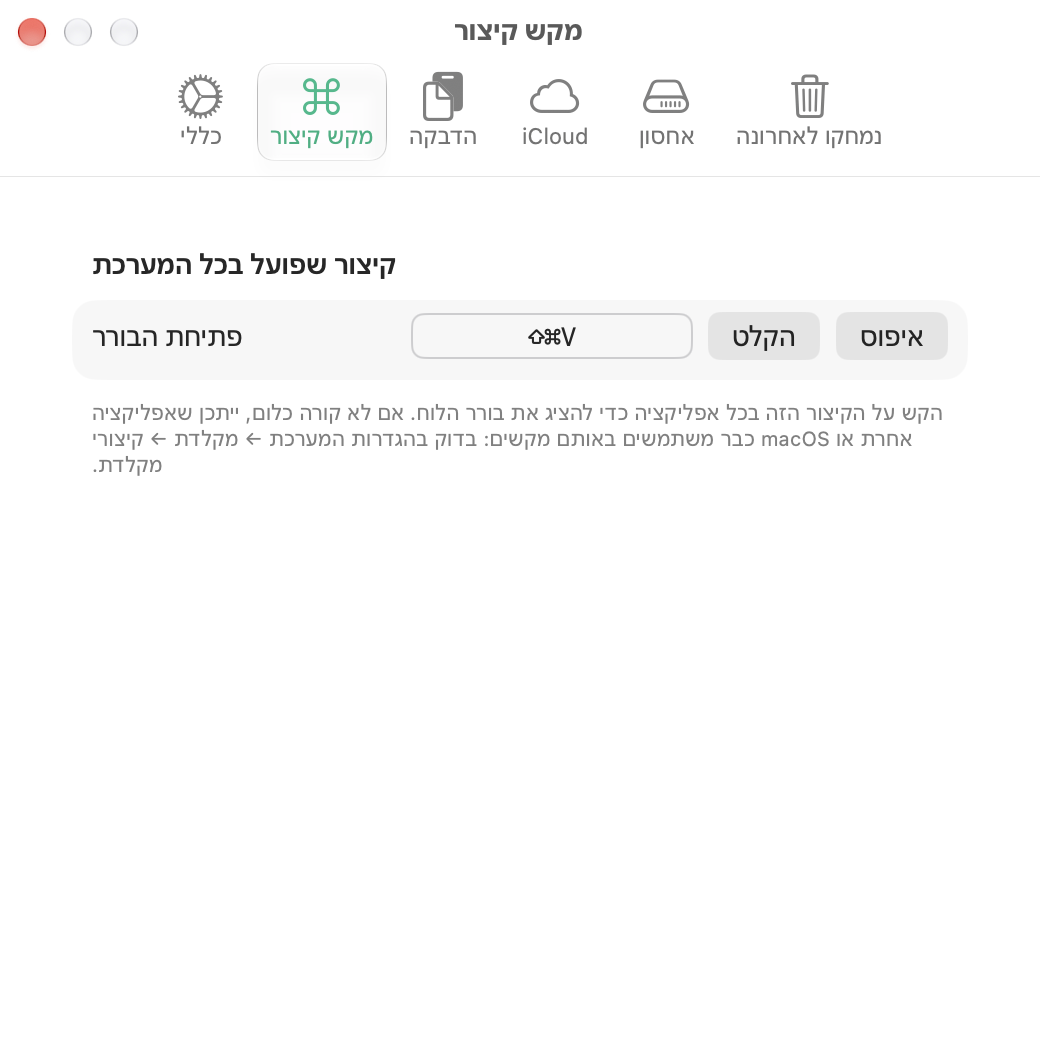 מקש קיצור
כללי
מקש קיצור
הדבקה
iCloud
אחסון
נמחקו לאחרונה
קיצור שפועל בכל המערכת
פתיחת הבורר
⇧⌘V
הקלט
איפוס
הקש על הקיצור הזה בכל אפליקציה כדי להציג את בורר הלוח. אם לא קורה כלום, ייתכן שאפליקציה
אחרת או macOS כבר משתמשים באותם מקשים: בדוק בהגדרות המערכת ← מקלדת ← קיצורי
מקלדת.